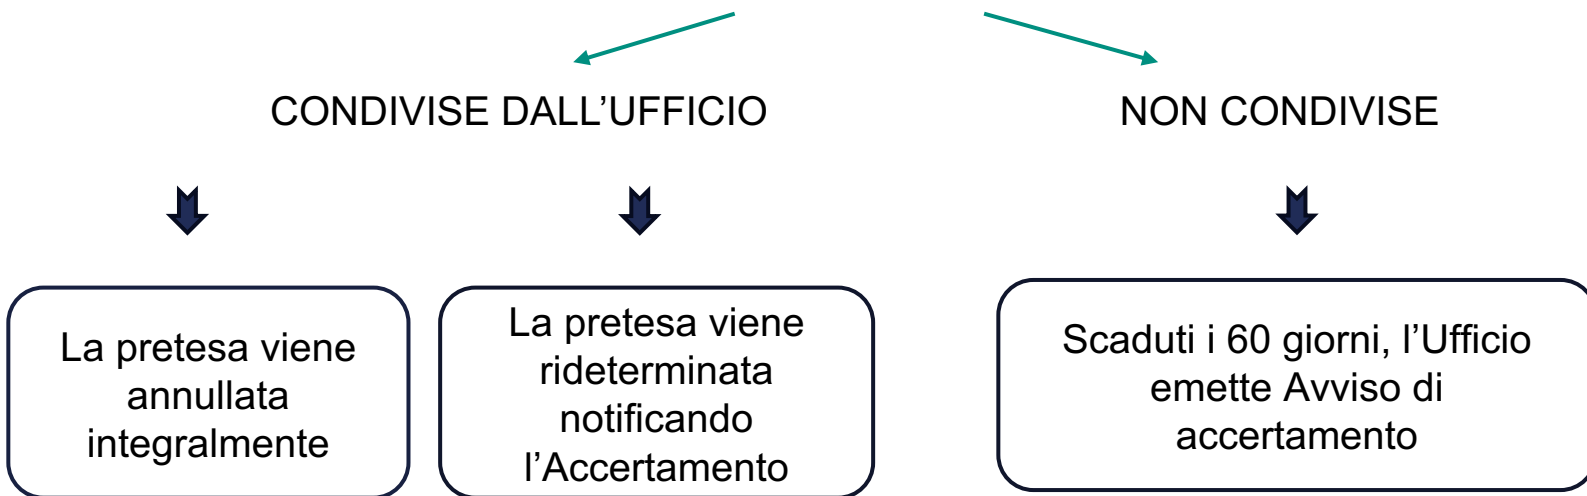 CONDIVISE DALL’UFFICIO
NON CONDIVISE
La pretesa viene
annullata
integralmente
La pretesa viene
rideterminata
notificando
l’Accertamento
Scaduti i 60 giorni, l’Ufficio
emette Avviso di
accertamento